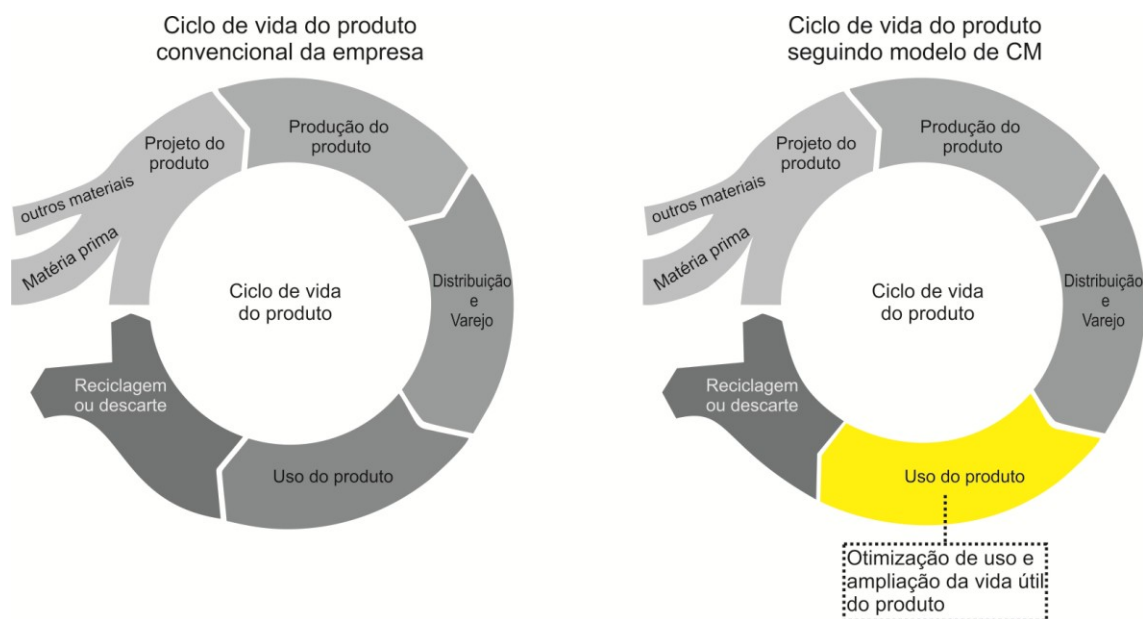 Ciclo de vida do produto
convencional da empresa
Projeto do
produto
Produção do
produto
outros materiais
Matéria prima
Distribuição
e
Varejo
Ciclo de vida
do produto
Reciclagem
ou descarte
Uso do produto
Ciclo de vida do produto
seguindo modelo de CM
Projeto do
produto
Produção do
produto
outros materiais
Matéria prima
Distribuição
e
Varejo
Ciclo de vida
do produto
Reciclagem
ou descarte
Uso do produto
Otimização de uso e
ampliação da vida útil
do produto